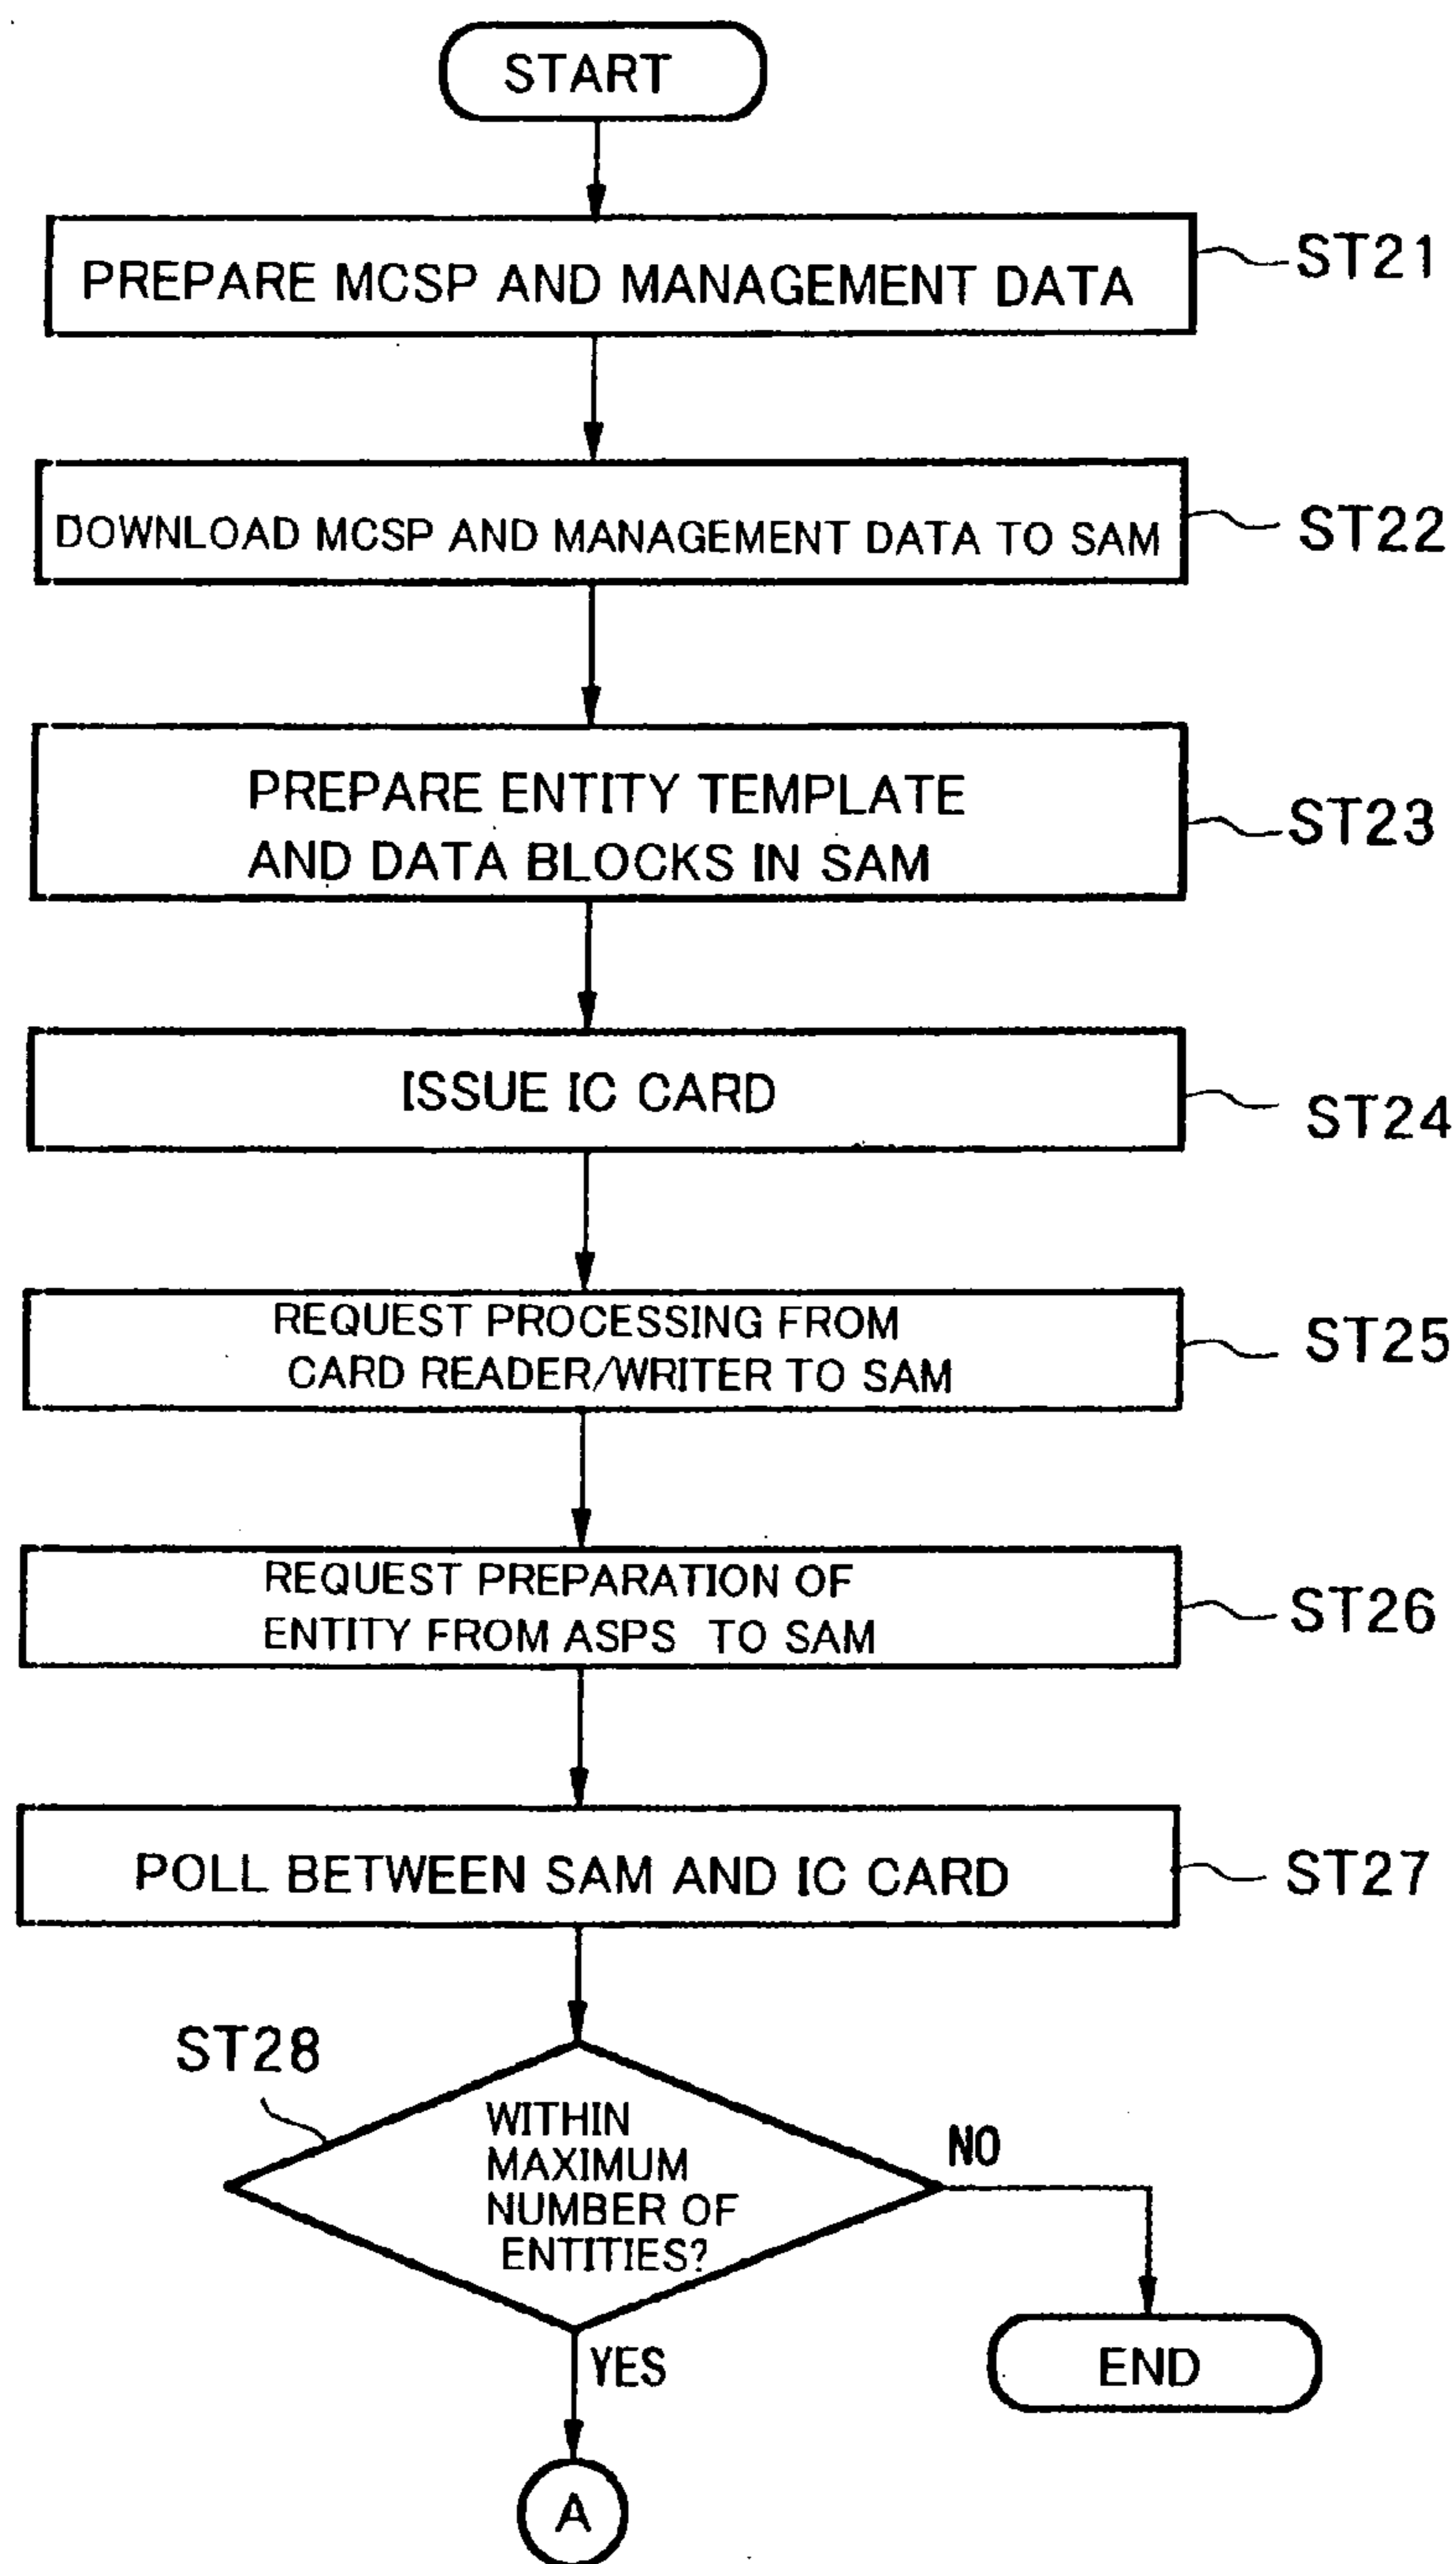 START
PREPARE MCSP AND MANAGEMENT DATA
ST21
DOWNLOAD MCSP AND MANAGEMENT DATA TO SAM
ST22
PREPARE ENTITY TEMPLATE
AND DATA BLOCKS IN SAM
ST23
ISSUE IC CARD
ST24
REQUEST PROCESSING FROM
CARD READER/WRITER TO SAM
ST25
REQUEST PREPARATION OF
ENTITY FROM ASPS TO SAM
ST26
POLL BETWEEN SAM AND IC CARD
ST27
ST28
WITHIN
MAXIMUM
NUMBER OF
ENTITIES?
NO
YES
END
A